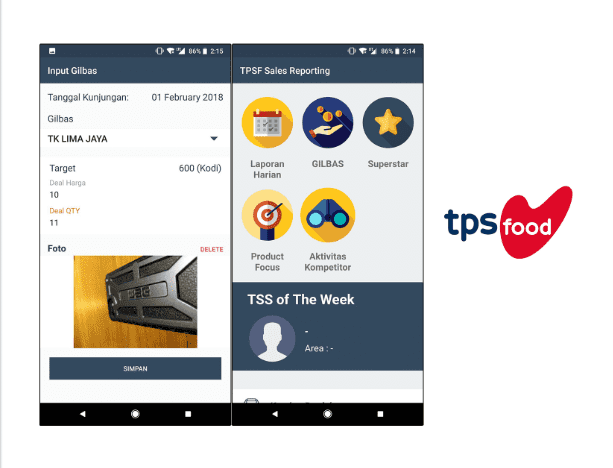 86% 2:15
Input Gilbas
Tanggal Kunjungan: 01 February 2018
Gilbas
TK LIMA JAYA
Target 600 (Kodi)
Deal Harga
10
Deal QTY
11
Foto DELETE
SIMPAN
86% 2:14
TPSF Sales Reporting
Laporan
Harian
GILBAS
Superstar
Product
Focus
Aktivitas
Kompetitor
TSS of The Week
-
Area : -
tps food